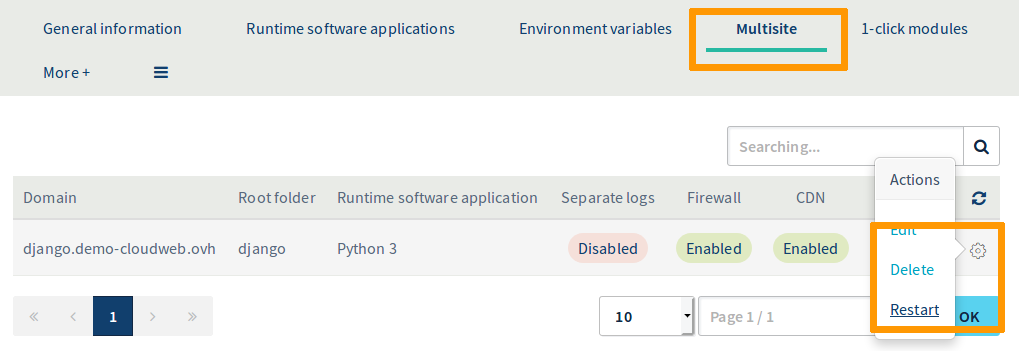 General information Runtime software applications Environment variables Multisite 1-click modules
More +
Searching...
Actions
Domain Root folder Runtime software application Separate logs Firewall CDN
Edit
django.demo-cloudweb.ovh django Python 3 Disabled Enabled Enabled
Delete
Restart
« ‹ 1 › » 10 Page 1 / 1 OK